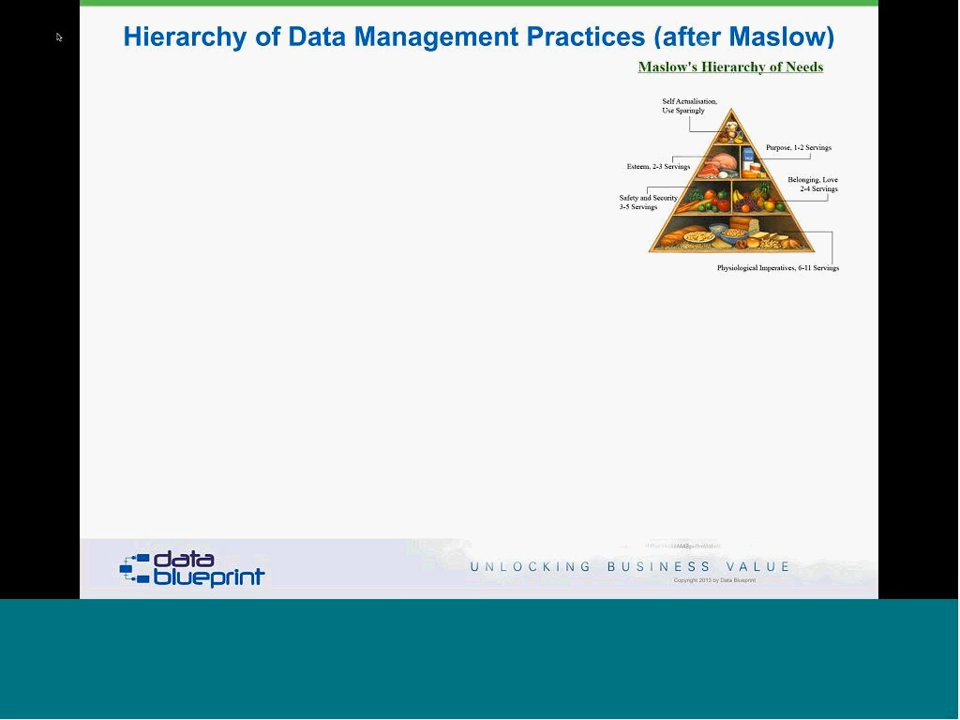 Hierarchy of Data Management Practices (after Maslow)
Maslow's Hierarchy of Needs
Self Actualisation,
Use Sparingly
Purpose, 1-2 Servings
Esteem, 2-3 Servings
Belonging, Love
2-4 Servings
Safety and Security
3-5 Servings
Physiological Imperatives, 6-11 Servings
data
blueprint
UNLOCKING BUSINESS VALUE
Copyright 2013 by Data Blueprint